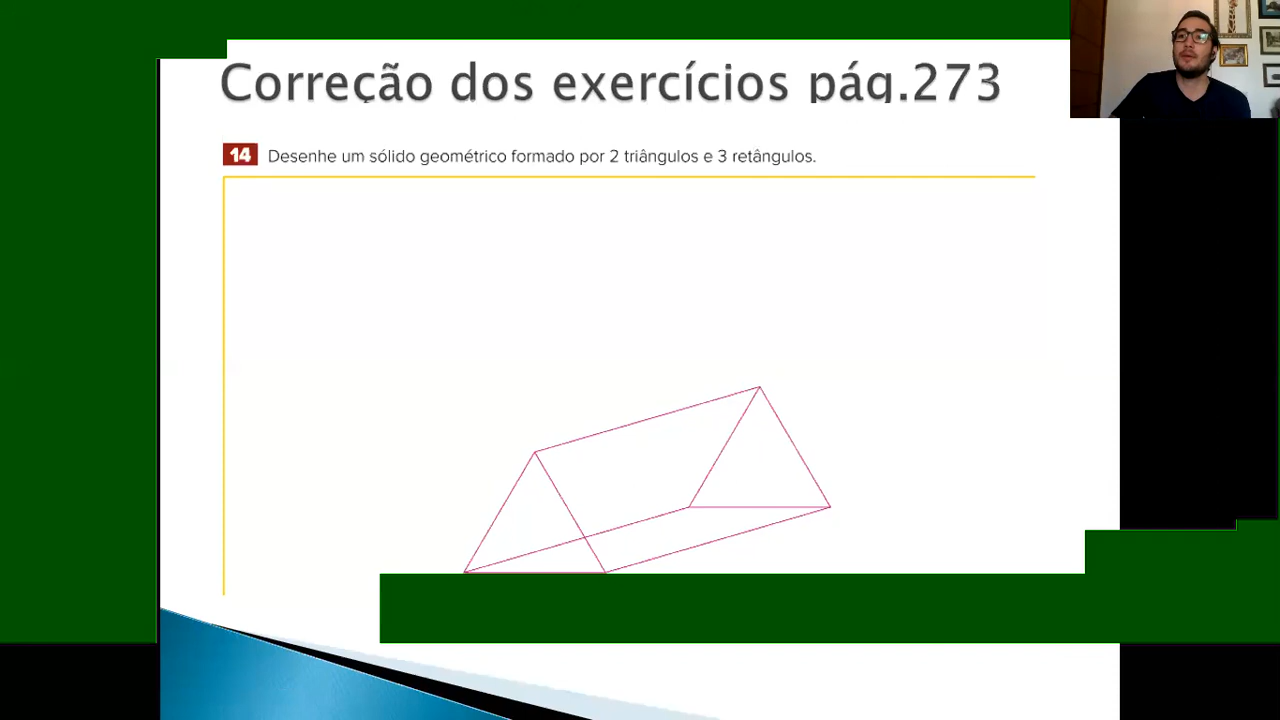 Correção dos exercícios pág.273
14 Desenhe um sólido geométrico formado por 2 triângulos e 3 retângulos.